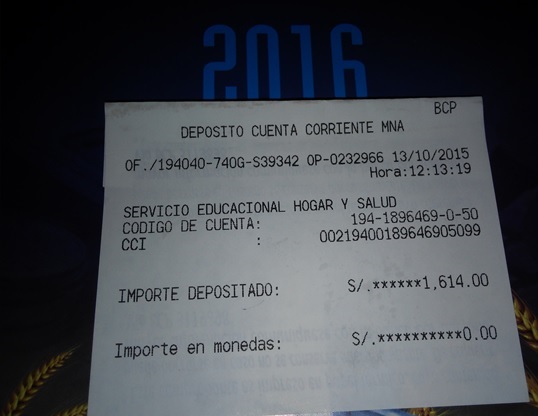 2016
BCP
DEPOSITO CUENTA CORRIENTE MNA
OF./194040-740G-S39342 OP-0232966 13/10/2015
Hora:12:13:19
SERVICIO EDUCACIONAL HOGAR Y SALUD
CODIGO DE CUENTA: 194-1896469-0-50
CCI : 00219400189646905099
IMPORTE DEPOSITADO: S/.******1,614.00
Importe en monedas: S/.**********0.00